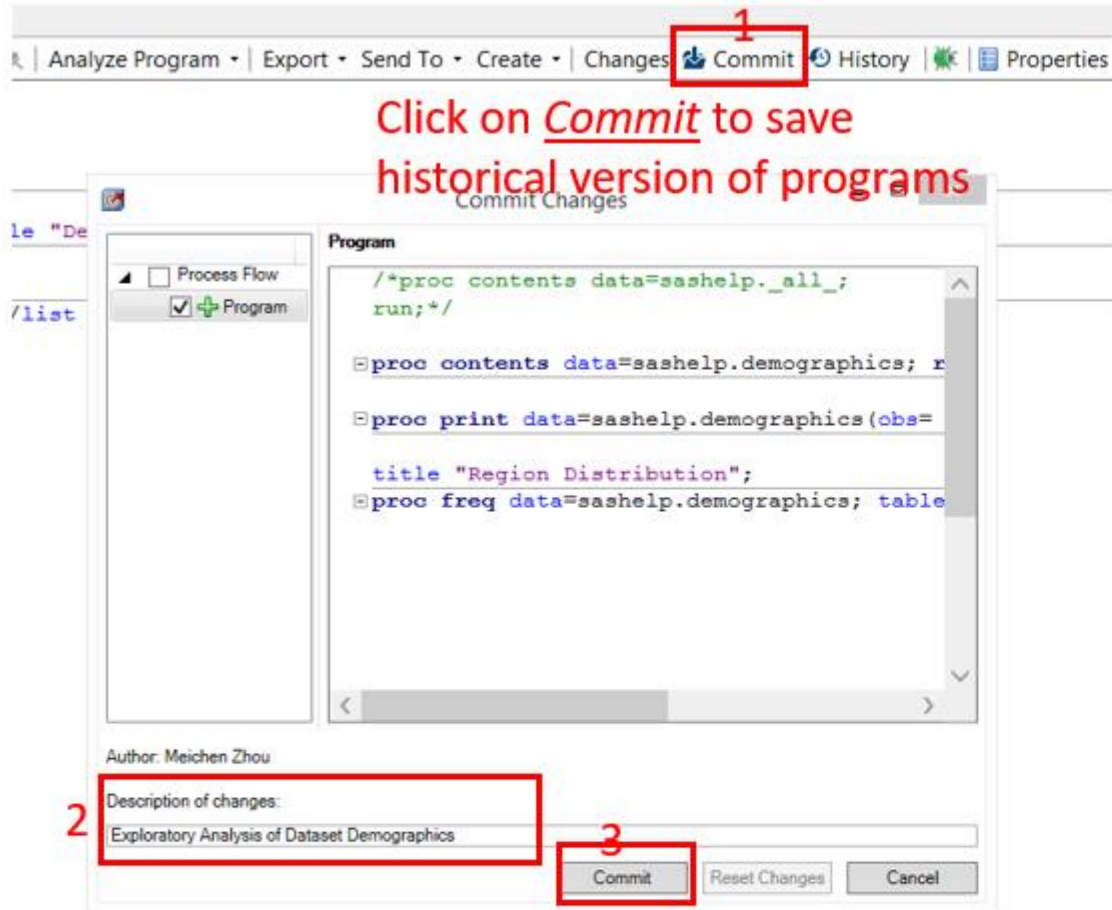 1
Analyze Program Export Send To Create Changes Commit History Properties
Click on Commit to save
historical version of programs
Commit Changes
le "De
/list
Process Flow
Program
Program
/*proc contents data=sashelp._all_;
run;*/
proc contents data=sashelp.demographics; r
proc print data=sashelp.demographics(obs=
title "Region Distribution";
proc freq data=sashelp.demographics; table
Author: Meichen Zhou
2
Description of changes:
Exploratory Analysis of Dataset Demographics
3
Commit Reset Changes Cancel